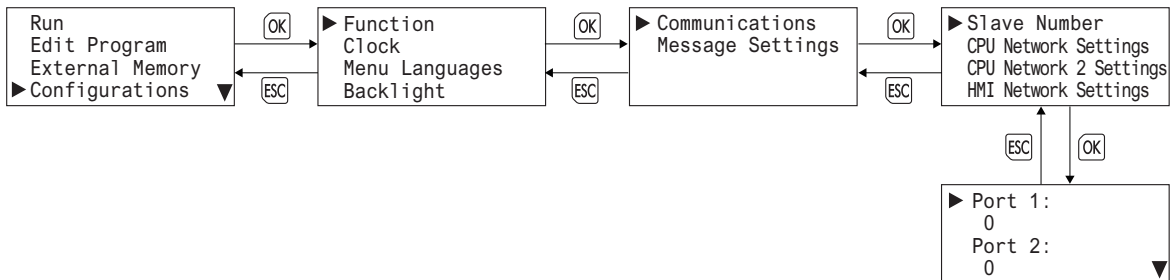 Run
Edit Program
External Memory
▶Configurations ▼
OK
ESC
▶ Function
Clock
Menu Languages
Backlight
OK
ESC
▶ Communications
Message Settings
OK
ESC
▶ Slave Number
CPU Network Settings
CPU Network 2 Settings
HMI Network Settings
ESC
OK
▶ Port 1:
0
Port 2:
0 ▼